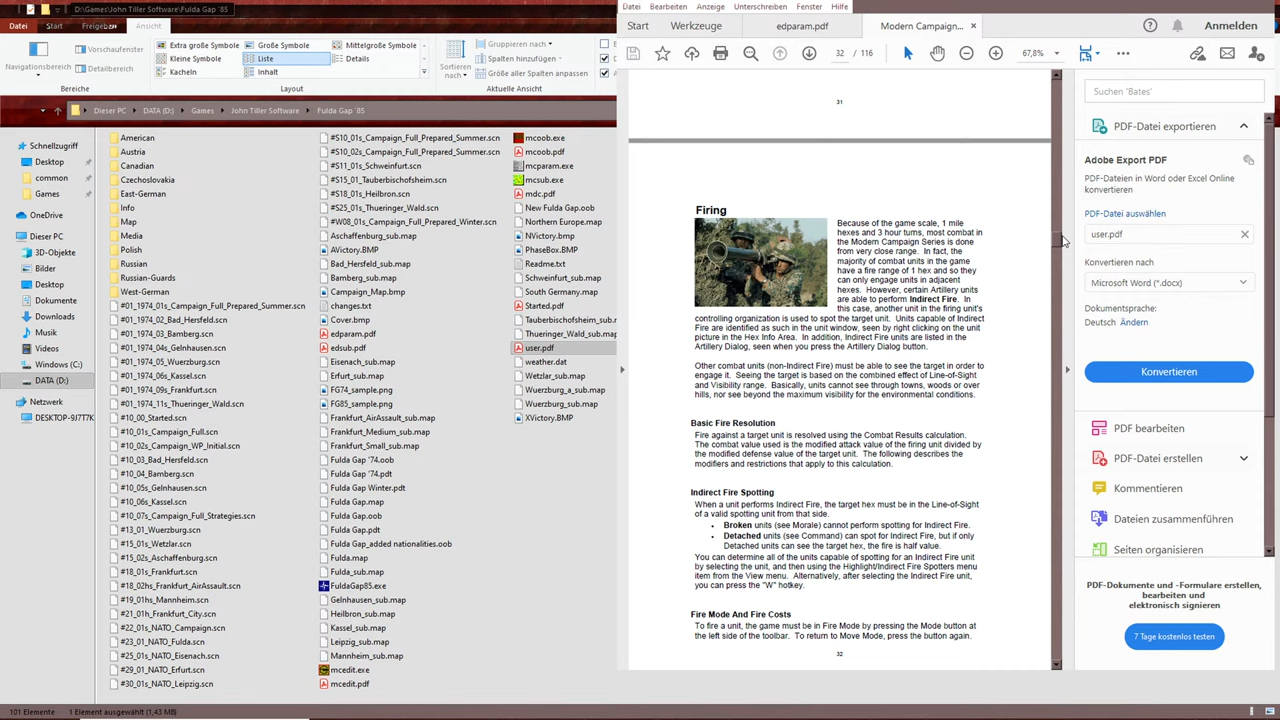 D:\Games\John Tiller Software\Fulda Gap '85
Datei Start Freigeben Ansicht
Navigationsbereich
Vorschaufenster
Detailbereich
Bereiche
Extra große Symbole Große Symbole Mittelgroße Symbole
Kleine Symbole Liste Details
Kacheln Inhalt
Layout
Sortieren nach
Gruppieren nach
Spalten hinzufügen
Größe aller Spalten anpassen
Aktuelle Ansicht
Dieser PC DATA (D:) Games John Tiller Software Fulda Gap '85
Schnellzugriff
Desktop
common
Games
OneDrive
Dieser PC
3D-Objekte
Bilder
Desktop
Dokumente
Downloads
Musik
Videos
Windows (C:)
DATA (D:)
Netzwerk
DESKTOP-9J7T7K
American
Austria
Canadian
Czechoslovakia
East-German
Info
Map
Media
Polish
Russian
Russian-Guards
West-German
#01_1974_01s_Campaign_Full_Prepared_Summer.scn
#01_1974_02_Bad_Hersfeld.scn
#01_1974_03_Bamberg.scn
#01_1974_04s_Gelnhausen.scn
#01_1974_05_Wuerzburg.scn
#01_1974_06s_Kassel.scn
#01_1974_09s_Frankfurt.scn
#01_1974_11s_Thueringer_Wald.scn
#10_00_Started.scn
#10_01s_Campaign_Full.scn
#10_02s_Campaign_WP_Initial.scn
#10_03_Bad_Hersfeld.scn
#10_04_Bamberg.scn
#10_05s_Gelnhausen.scn
#10_06s_Kassel.scn
#10_07s_Campaign_Full_Strategies.scn
#13_01_Wuerzburg.scn
#15_01s_Wetzlar.scn
#15_02s_Aschaffenburg.scn
#18_01s_Frankfurt.scn
#18_02hs_Frankfurt_AirAssault.scn
#19_01hs_Mannheim.scn
#21_01h_Frankfurt_City.scn
#22_01s_NATO_Campaign.scn
#23_01_NATO_Fulda.scn
#25_01s_NATO_Eisenach.scn
#29_01_NATO_Erfurt.scn
#30_01s_NATO_Leipzig.scn
#S10_01s_Campaign_Full_Prepared_Summer.scn
#S10_02s_Campaign_Full_Prepared_Summer.scn
#S11_01s_Schweinfurt.scn
#S15_01_Tauberbischofsheim.scn
#S18_01s_Heilbron.scn
#S25_01s_Thueringer_Wald.scn
#W08_01s_Campaign_Full_Prepared_Winter.scn
Aschaffenburg_sub.map
AVictory.BMP
Bad_Hersfeld_sub.map
Bamberg_sub.map
Campaign_Map.bmp
changes.txt
Cover.bmp
edparam.pdf
edsub.pdf
Eisenach_sub.map
Erfurt_sub.map
FG74_sample.png
FG85_sample.png
Frankfurt_AirAssault_sub.map
Frankfurt_Medium_sub.map
Frankfurt_Small_sub.map
Fulda Gap '74.oob
Fulda Gap '74.pdt
Fulda Gap Winter.pdt
Fulda Gap.map
Fulda Gap.oob
Fulda Gap.pdt
Fulda Gap_added nationalities.oob
Fulda.map
Fulda_sub.map
FuldaGap85.exe
Gelnhausen_sub.map
Heilbron_sub.map
Kassel_sub.map
Leipzig_sub.map
Mannheim_sub.map
mcedit.exe
mcedit.pdf
mcoob.exe
mcoob.pdf
mcparam.exe
mcsub.exe
mdc.pdf
New Fulda Gap.oob
Northern Europe.map
NVictory.bmp
PhaseBox.BMP
Readme.txt
Schweinfurt_sub.map
South Germany.map
Started.pdf
Tauberbischofsheim_sub.m
Thueringer_Wald_sub.map
user.pdf
weather.dat
Wetzlar_sub.map
Wuerzburg_a_sub.map
Wuerzburg_sub.map
XVictory.BMP
101 Elemente 1 Element ausgewählt (1,43 MB)
Datei Bearbeiten Anzeige Unterschreiben Fenster Hilfe
Start Werkzeuge edparam.pdf Modern Campaign... × Anmelden
32 / 116 67,8%
31
Firing
Because of the game scale, 1 mile
hexes and 3 hour turns, most combat in
the Modern Campaign Series is done
from very close range. In fact, the
majority of combat units in the game
have a fire range of 1 hex and so they
can only engage units in adjacent
hexes. However, certain Artillery units
are able to perform Indirect Fire. In
this case, another unit in the firing unit's
controlling organization is used to spot the target unit. Units capable of Indirect
Fire are identified as such in the unit window, seen by right clicking on the unit
picture in the Hex Info Area. In addition, Indirect Fire units are listed in the
Artillery Dialog, seen when you press the Artillery Dialog button.
Other combat units (non-Indirect Fire) must be able to see the target in order to
engage it. Seeing the target is based on the combined effect of Line-of-Sight
and Visibility range. Basically, units cannot see through towns, woods or over
hills, nor see beyond the maximum visibility for the environmental conditions.
Basic Fire Resolution
Fire against a target unit is resolved using the Combat Results calculation.
The combat value used is the modified attack value of the firing unit divided by
the modified defense value of the target unit. The following describes the
modifiers and restrictions that apply to this calculation.
Indirect Fire Spotting
When a unit performs Indirect Fire, the target hex must be in the Line-of-Sight
of a valid spotting unit from that side.
• Broken units (see Morale) cannot perform spotting for Indirect Fire.
• Detached units (see Command) can spot for Indirect Fire, but if only
Detached units can see the target hex, the fire is half value.
You can determine all of the units capable of spotting for an Indirect Fire unit
by selecting the unit, and then using the Highlight/Indirect Fire Spotters menu
item from the View menu. Alternatively, after selecting the Indirect Fire unit,
you can press the "W" hotkey.
Fire Mode And Fire Costs
To fire a unit, the game must be in Fire Mode by pressing the Mode button at
the left side of the toolbar. To return to Move Mode, press the button again.
32
Suchen 'Bates'
PDF-Datei exportieren
Adobe Export PDF
PDF-Dateien in Word oder Excel Online
konvertieren
PDF-Datei auswählen
user.pdf
Konvertieren nach
Microsoft Word (*.docx)
Dokumentsprache:
Deutsch Ändern
Konvertieren
PDF bearbeiten
PDF-Datei erstellen
Kommentieren
Dateien zusammenführen
Seiten organisieren
PDF-Dokumente und -Formulare erstellen,
bearbeiten und
elektronisch signieren
7 Tage kostenlos testen